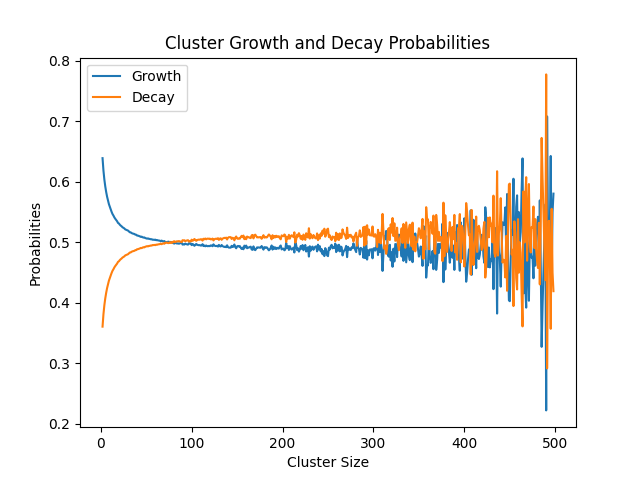 Cluster Growth and Decay Probabilities
0.8
0.7
0.6
0.5
0.4
0.3
0.2
Probabilities
Growth
Decay
0 100 200 300 400 500
Cluster Size